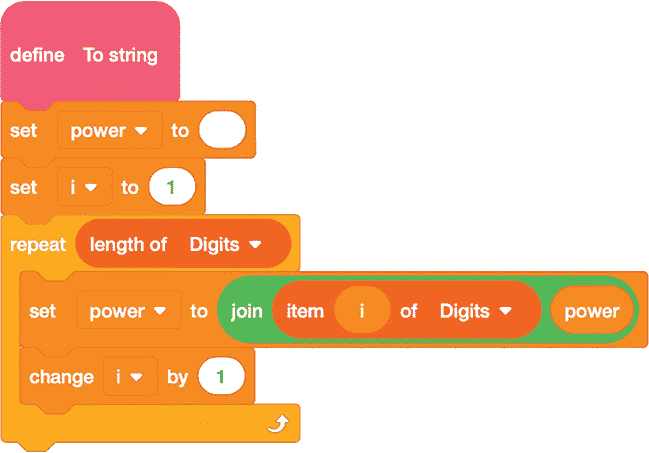 define To string
set power to
set i to 1
repeat length of Digits
set power to join item i of Digits power
change i by 1